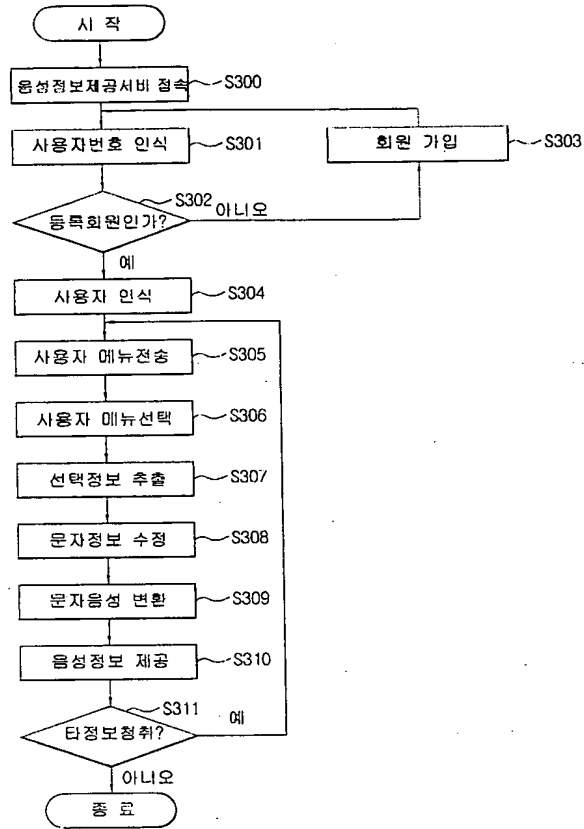 시 작
음성정보제공서비 접속 S300
사용자번호 인식 S301
회원 가입 S303
S302
등록회원인가? 아니오
예
사용자 인식 S304
사용자 메뉴전송 S305
사용자 메뉴선택 S306
선택정보 추출 S307
문자정보 수정 S308
문자음성 변환 S309
음성정보 제공 S310
S311
타정보청취? 예
아니오
종 료